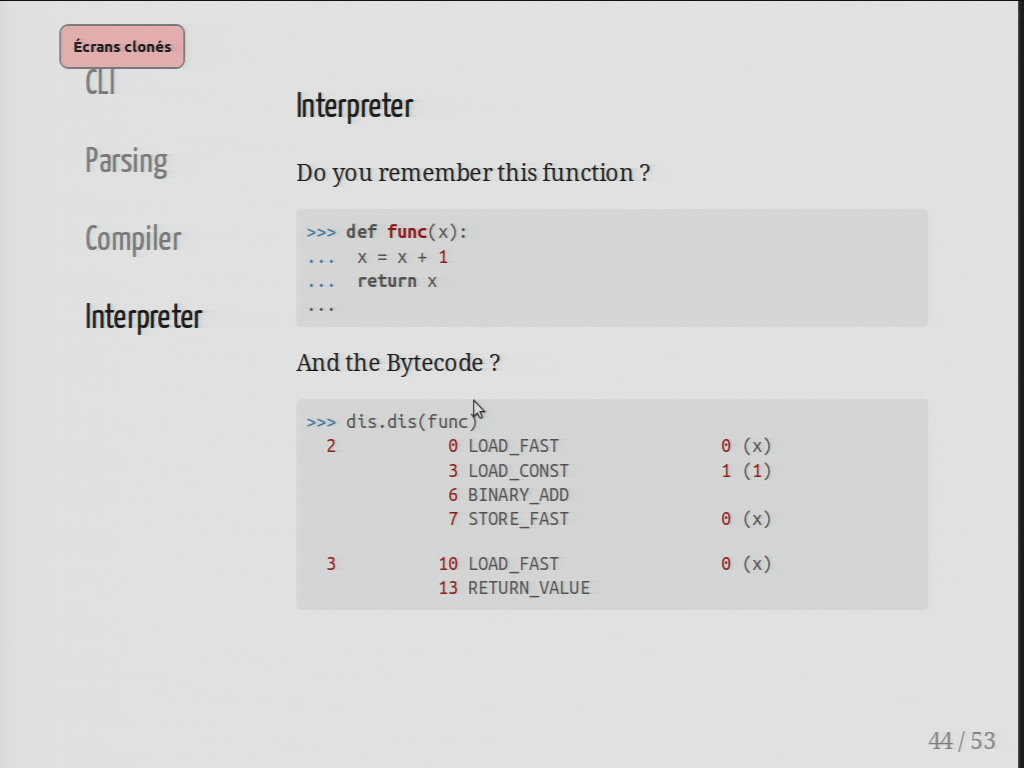 Écrans clonés
CLI
Parsing
Compiler
Interpreter
Interpreter
Do you remember this function ?
>>> def func(x):
...  x = x + 1
...  return x
...
And the Bytecode ?
>>> dis.dis(func)
  2           0 LOAD_FAST                0 (x)
              3 LOAD_CONST               1 (1)
              6 BINARY_ADD
              7 STORE_FAST               0 (x)
  3          10 LOAD_FAST                0 (x)
             13 RETURN_VALUE
44 / 53